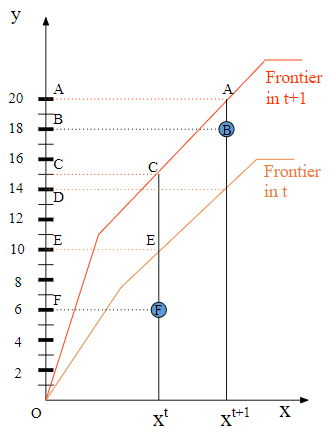 y
A
A
20
Frontier
in t+1
B
18
B
16
C
C
Frontier
in t
14
D
12
E
E
10
8
F
6
F
4
2
O
X^t
X^t+1
X